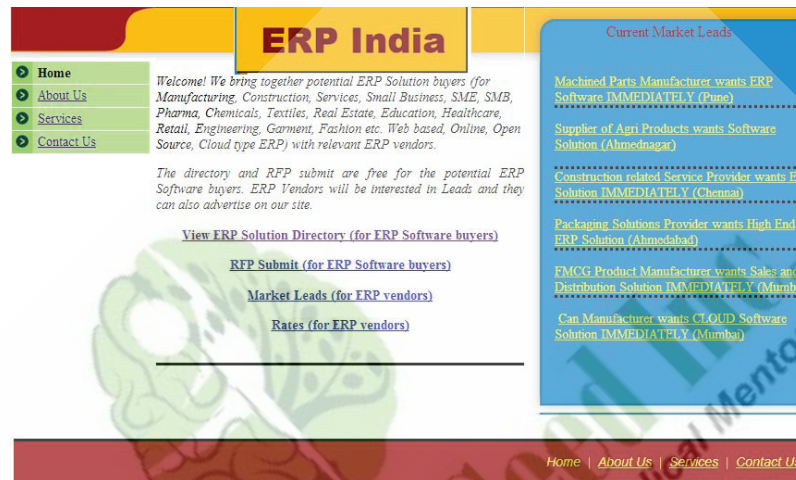 ERP India
Home
About Us
Services
Contact Us
Welcome! We bring together potential ERP Solution buyers (for
Manufacturing, Construction, Services, Small Business, SME, SMB,
Pharma, Chemicals, Textiles, Real Estate, Education, Healthcare,
Retail, Engineering, Garment, Fashion etc. Web based, Online, Open
Source, Cloud type ERP) with relevant ERP vendors.
The directory and RFP submit are free for the potential ERP
Software buyers. ERP Vendors will be interested in Leads and they
can also advertise on our site.
View ERP Solution Directory (for ERP Software buyers)
RFP Submit (for ERP Software buyers)
Market Leads (for ERP vendors)
Rates (for ERP vendors)
Current Market Leads
Machined Parts Manufacturer wants ERP
Software IMMEDIATELY (Pune)
Supplier of Agri Products wants Software
Solution (Ahmednagar)
Construction related Service Provider wants E
Solution IMMEDIATELY (Chennai)
Packaging Solutions Provider wants High End
ERP Solution (Ahmedabad)
FMCG Product Manufacturer wants Sales and
Distribution Solution IMMEDIATELY (Mumb
Can Manufacturer wants CLOUD Software
Solution IMMEDIATELY (Mumbai)
Home | About Us | Services | Contact Us